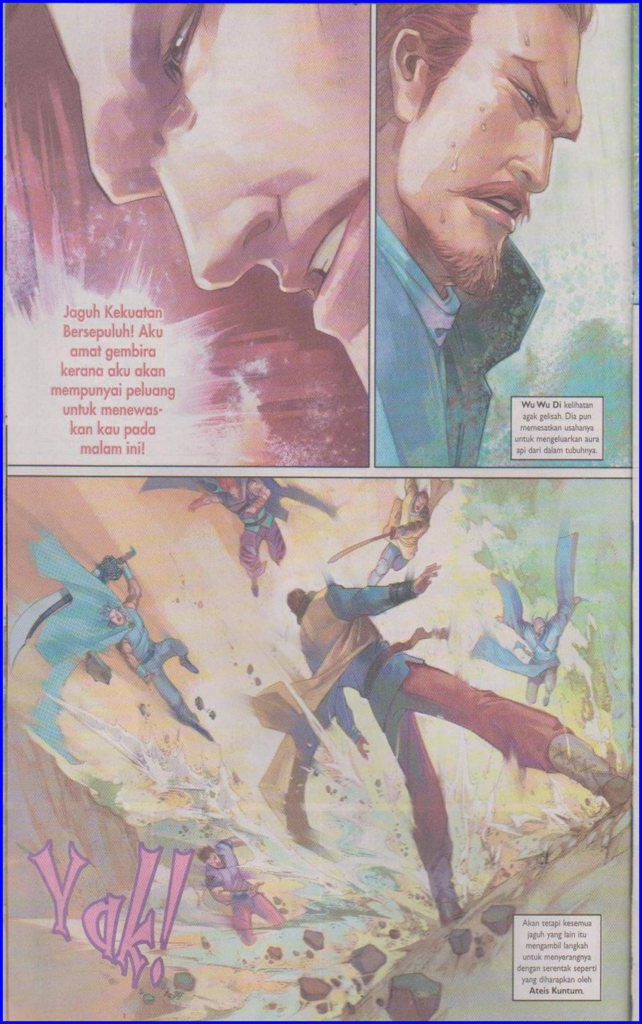 Jaguh Kekuatan
Bersepuluh! Aku
amat gembira
kerana aku akan
mempunyai peluang
untuk menewas-
kan kau pada
malam ini!
Wu Wu Di kelihatan
agak gelisah. Dia pun
memesatkan usahanya
untuk mengeluarkan aura
api dari dalam tubuhnya.
Yak!
Akan tetapi kesemua
jaguh yang lain itu
mengambil langkah
untuk menyerangnya
dengan serentak seperti
yang diharapkan oleh
Ateis Kuntum.